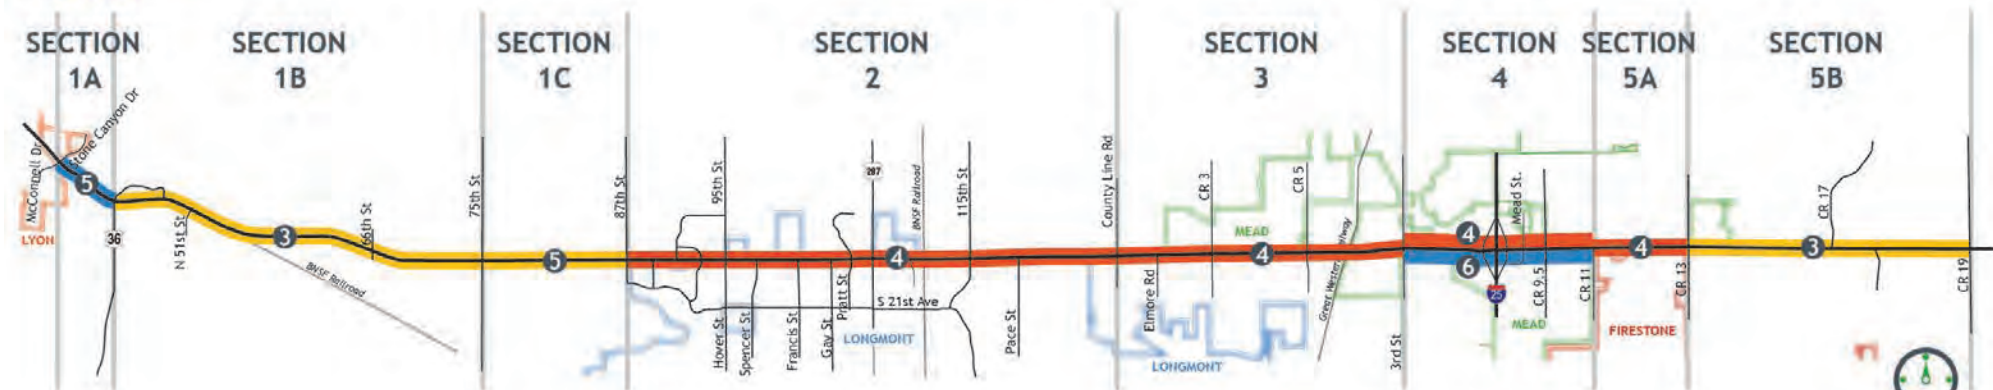 SECTION
1A
SECTION
1B
SECTION
1C
SECTION
2
SECTION
3
SECTION
4
SECTION
5A
SECTION
5B
McConnell Dr
Stone Canyon Dr
5
LYON
36
N 51st St
3
BNSF Railroad
66th St
75th St
5
87th St
95th St
287
BNSF Railroad
115th St
4
Hover St
Spencer St
Francis St
Gay St
Pratt St
S 21st Ave
LONGMONT
Pace St
County Line Rd
Elmore Rd
CR 3
MEAD
CR 5
4
Great Western Railway
LONGMONT
3rd St
4
6
Mead St.
25
CR 9.5
MEAD
CR 11
4
FIRESTONE
CR 13
CR 17
3
CR 19